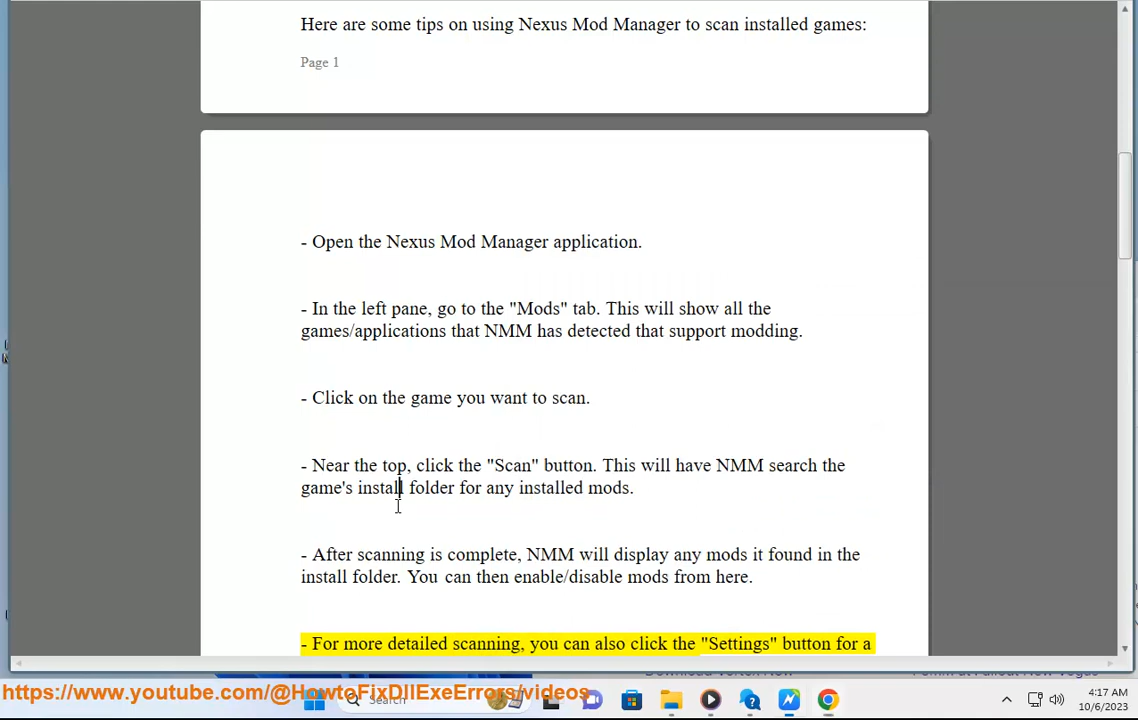 Here are some tips on using Nexus Mod Manager to scan installed games:
Page 1
- Open the Nexus Mod Manager application.
- In the left pane, go to the "Mods" tab. This will show all the
games/applications that NMM has detected that support modding.
- Click on the game you want to scan.
- Near the top, click the "Scan" button. This will have NMM search the
game's install folder for any installed mods.
- After scanning is complete, NMM will display any mods it found in the
install folder. You can then enable/disable mods from here.
- For more detailed scanning, you can also click the "Settings" button for a
https://www.youtube.com/@HowtoFixDllExeErrors/videos
Search
4:17 AM
10/6/2023